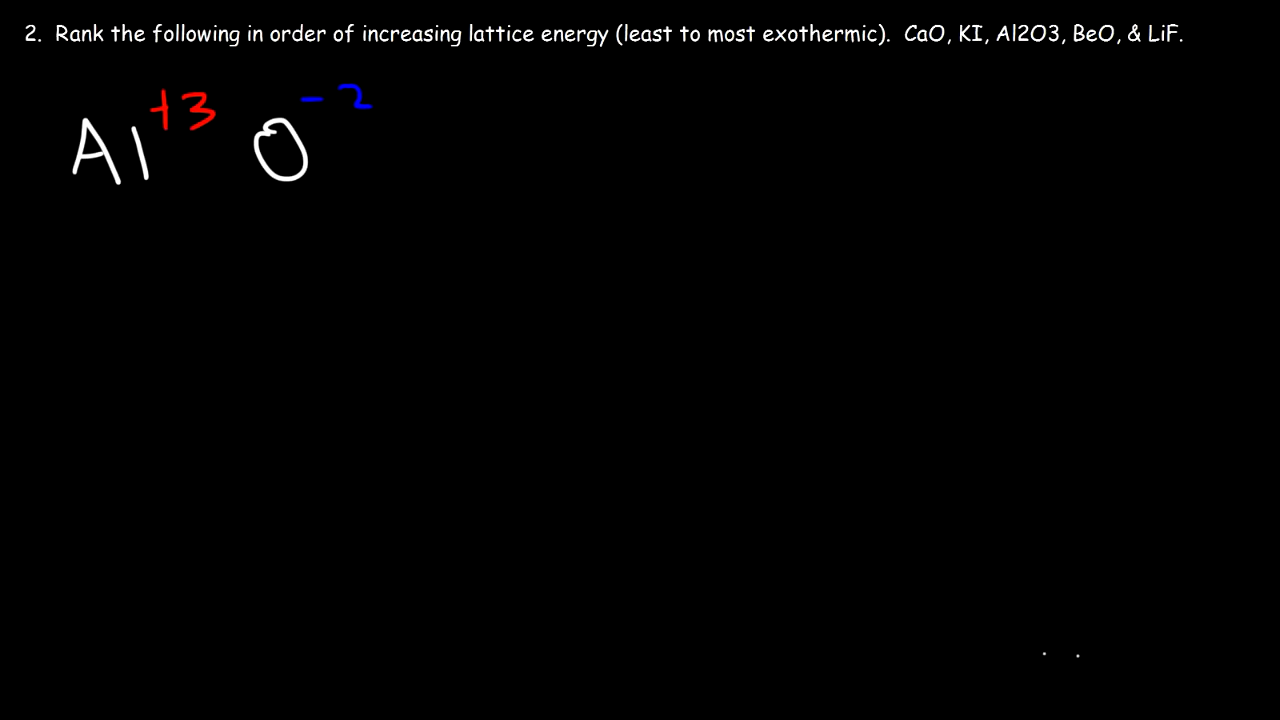 2. Rank the following in order of increasing lattice energy (least to most exothermic). CaO, KI, Al2O3, BeO, & LiF.
Al+3 O-2